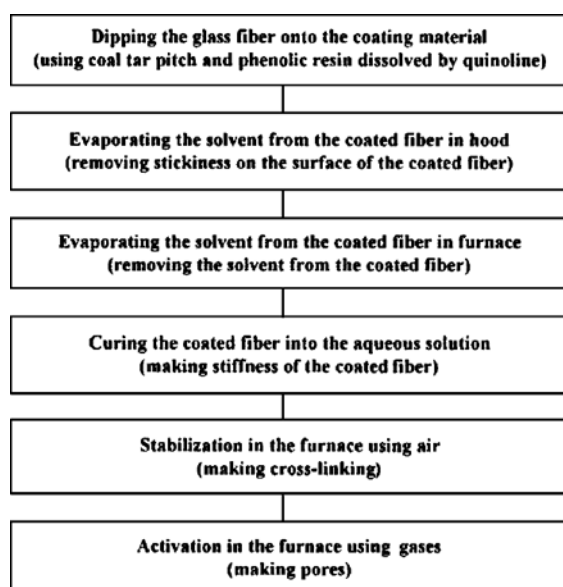 Dipping the glass fiber onto the coating material
(using coal tar pitch and phenolic resin dissolved by quinoline)
Evaporating the solvent from the coated fiber in hood
(removing stickiness on the surface of the coated fiber)
Evaporating the solvent from the coated fiber in furnace
(removing the solvent from the coated fiber)
Curing the coated fiber into the aqueous solution
(making stiffness of the coated fiber)
Stabilization in the furnace using air
(making cross-linking)
Activation in the furnace using gases
(making pores)